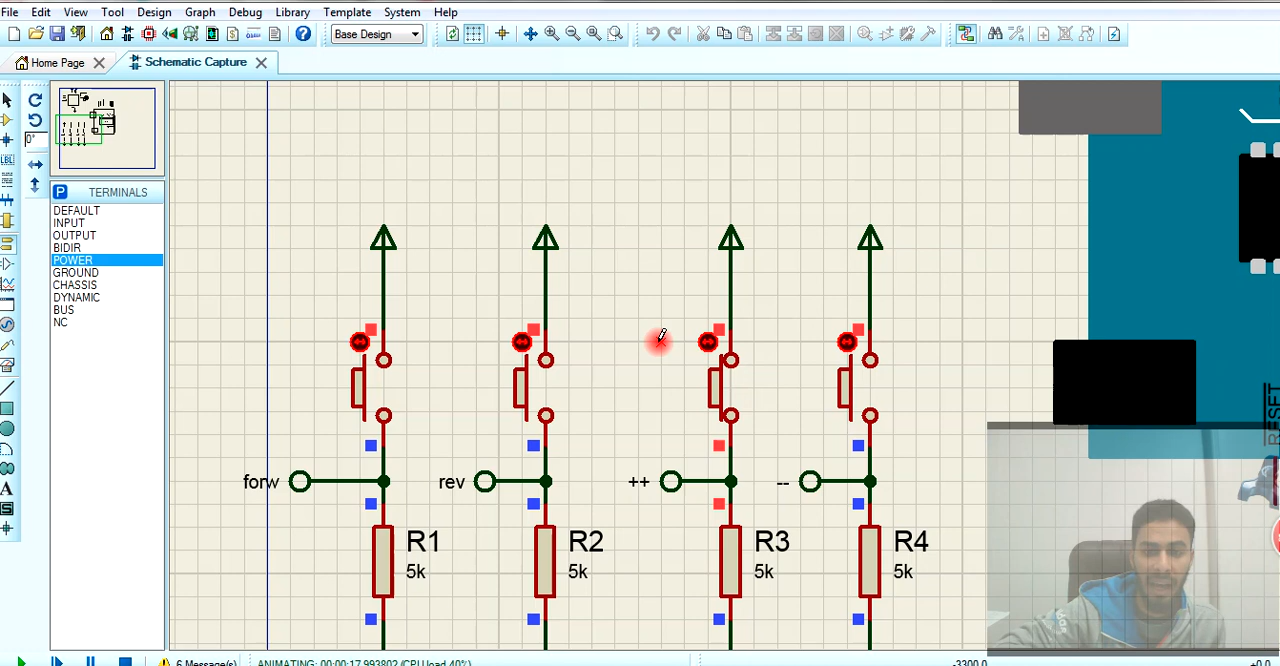 File Edit View Tool Design Graph Debug Library Template System Help
Base Design
Home Page Schematic Capture
0°
LBL
P TERMINALS
DEFAULT
INPUT
OUTPUT
BIDIR
POWER
GROUND
CHASSIS
DYNAMIC
BUS
NC
A
S
RESET
forw rev ++ --
R1 R2 R3 R4
5k 5k 5k 5k
6 Message(s) ANIMATING: 00:00:17.993802 (CPU load 40%) -3300.0 +0.0